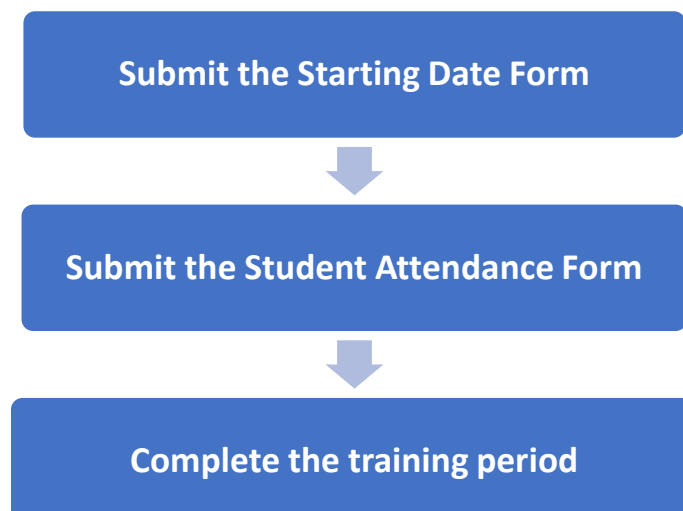 Submit the Starting Date Form
Submit the Student Attendance Form
Complete the training period